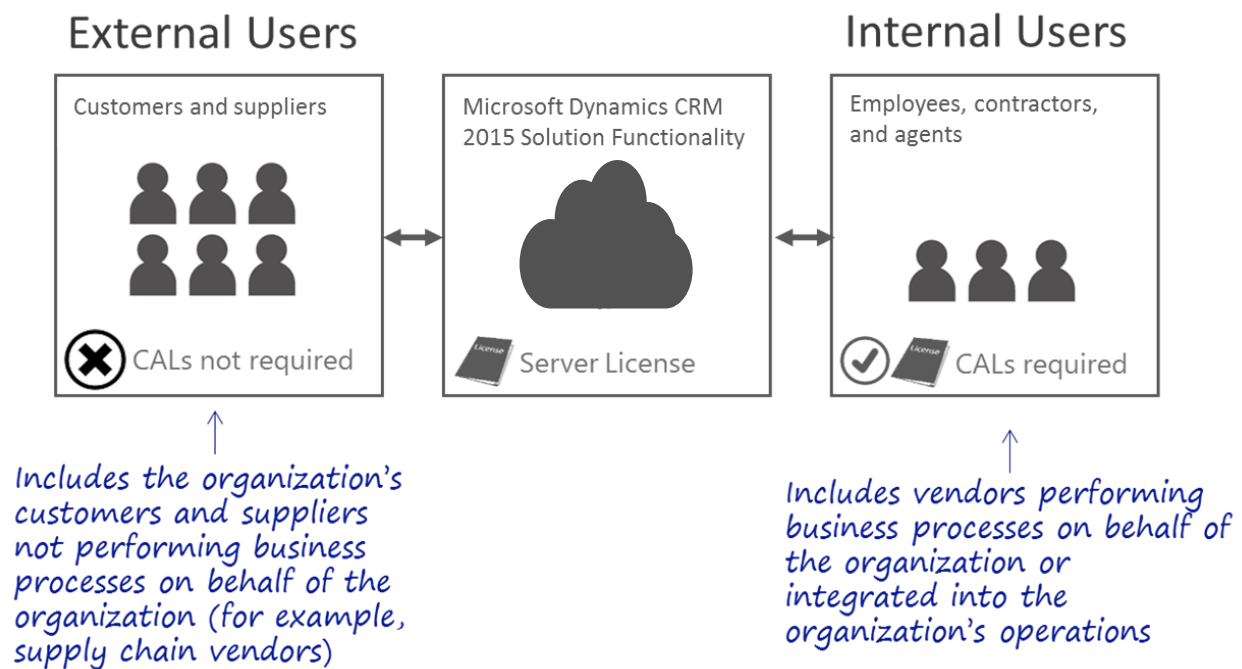 External Users
Customers and suppliers
CALs not required
Includes the organization's
customers and suppliers
not performing business
processes on behalf of the
organization (for example,
supply chain vendors)
Microsoft Dynamics CRM
2015 Solution Functionality
License
Server License
Internal Users
Employees, contractors,
and agents
License
CALs required
Includes vendors performing
business processes on behalf of
the organization or
integrated into the
organization's operations